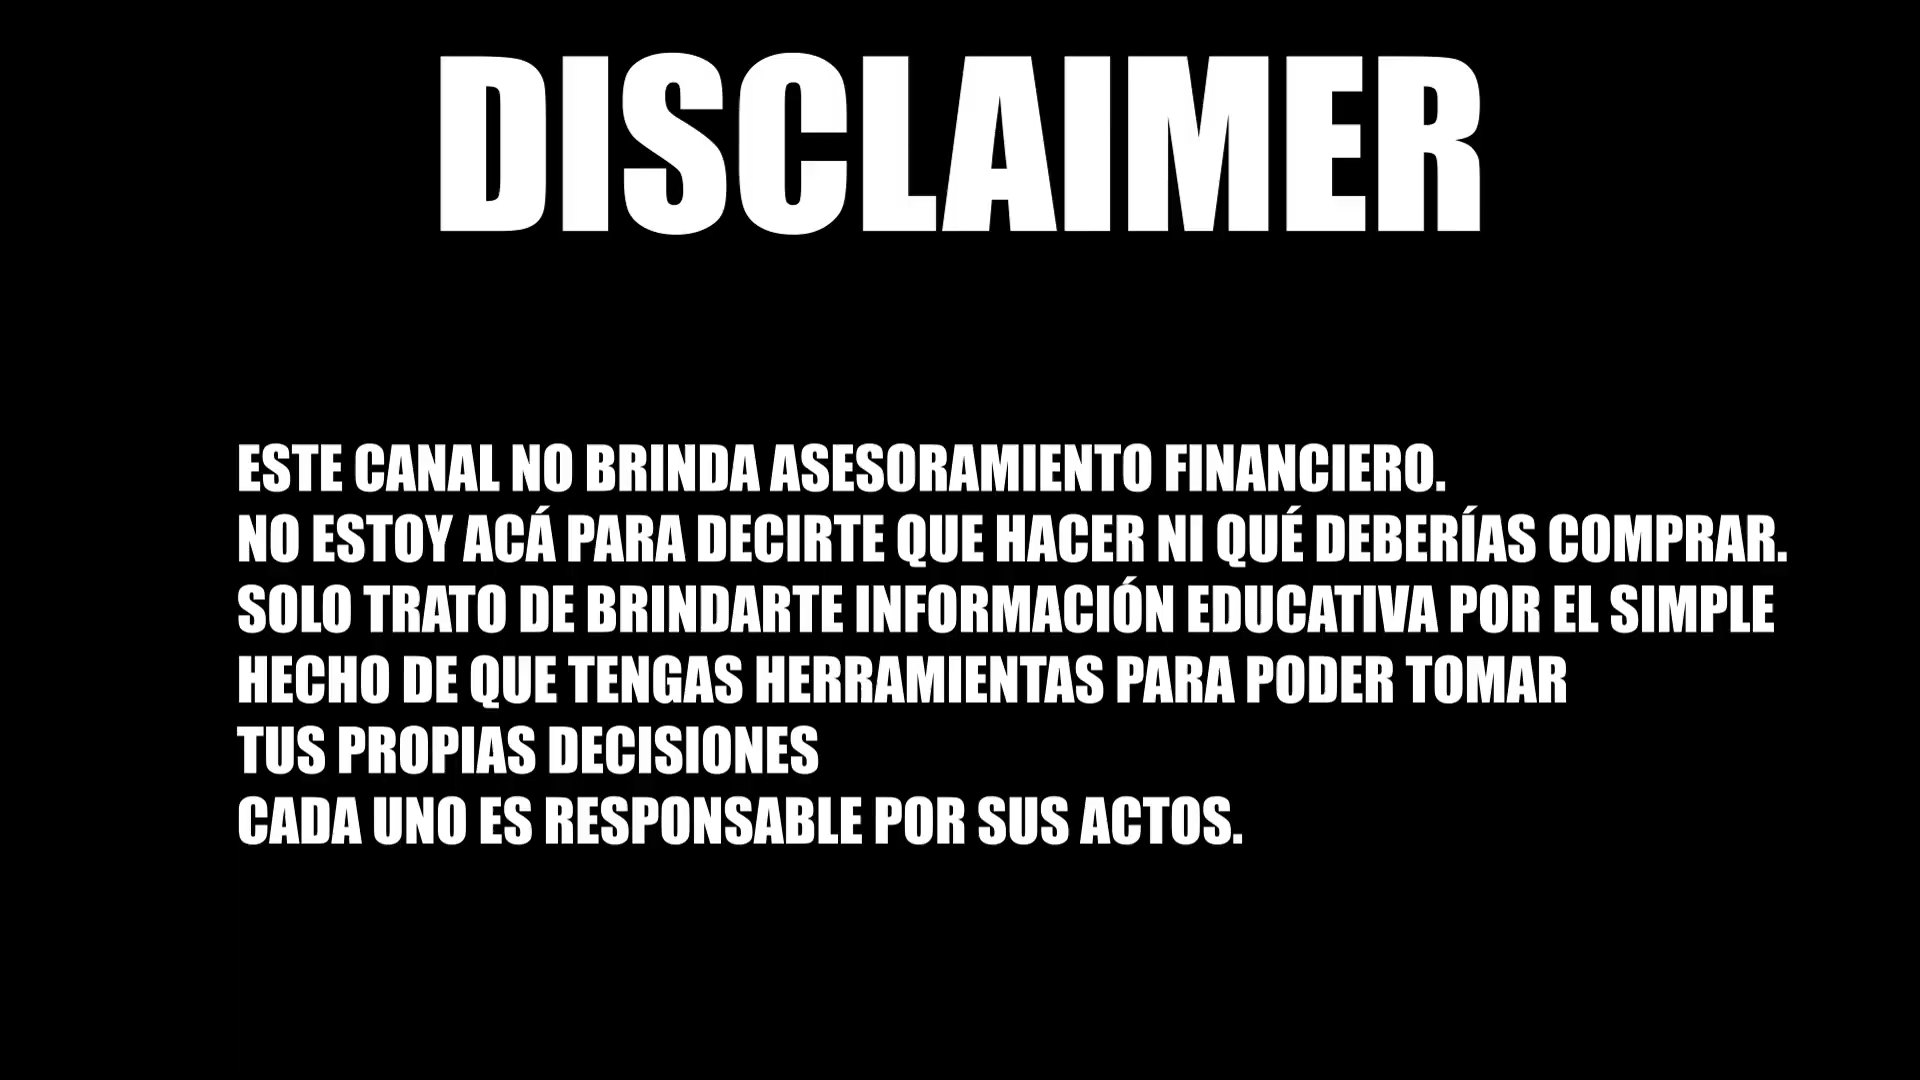 DISCLAIMER
ESTE CANAL NO BRINDA ASESORAMIENTO FINANCIERO.
NO ESTOY ACÁ PARA DECIRTE QUE HACER NI QUÉ DEBERÍAS COMPRAR.
SOLO TRATO DE BRINDARTE INFORMACIÓN EDUCATIVA POR EL SIMPLE
HECHO DE QUE TENGAS HERRAMIENTAS PARA PODER TOMAR
TUS PROPIAS DECISIONES
CADA UNO ES RESPONSABLE POR SUS ACTOS.